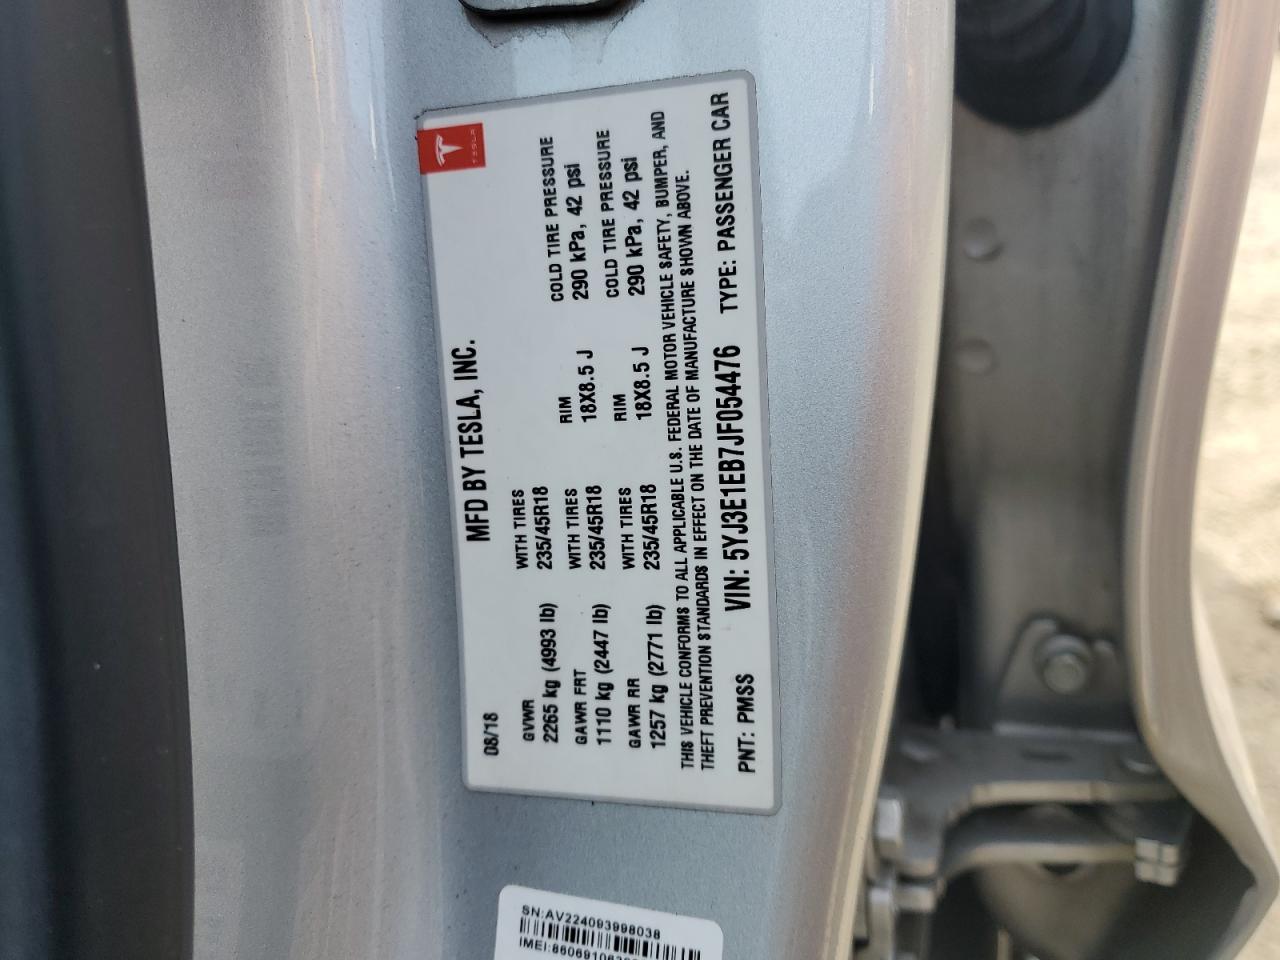 TESLA
MFD BY TESLA, INC.
08/18
GVWR WITH TIRES
2265 kg (4993 lb) 235/45R18
GAWR FRT WITH TIRES RIM COLD TIRE PRESSURE
1110 kg (2447 lb) 235/45R18 18X8.5 J 290 kPa, 42 psi
GAWR RR WITH TIRES RIM COLD TIRE PRESSURE
1257 kg (2771 lb) 235/45R18 18X8.5 J 290 kPa, 42 psi
THIS VEHICLE CONFORMS TO ALL APPLICABLE U.S. FEDERAL MOTOR VEHICLE SAFETY, BUMPER, AND
THEFT PREVENTION STANDARDS IN EFFECT ON THE DATE OF MANUFACTURE SHOWN ABOVE.
PNT: PMSS VIN: 5YJ3E1EB7JF054476 TYPE: PASSENGER CAR
SN:AV224093998038
IMEI: